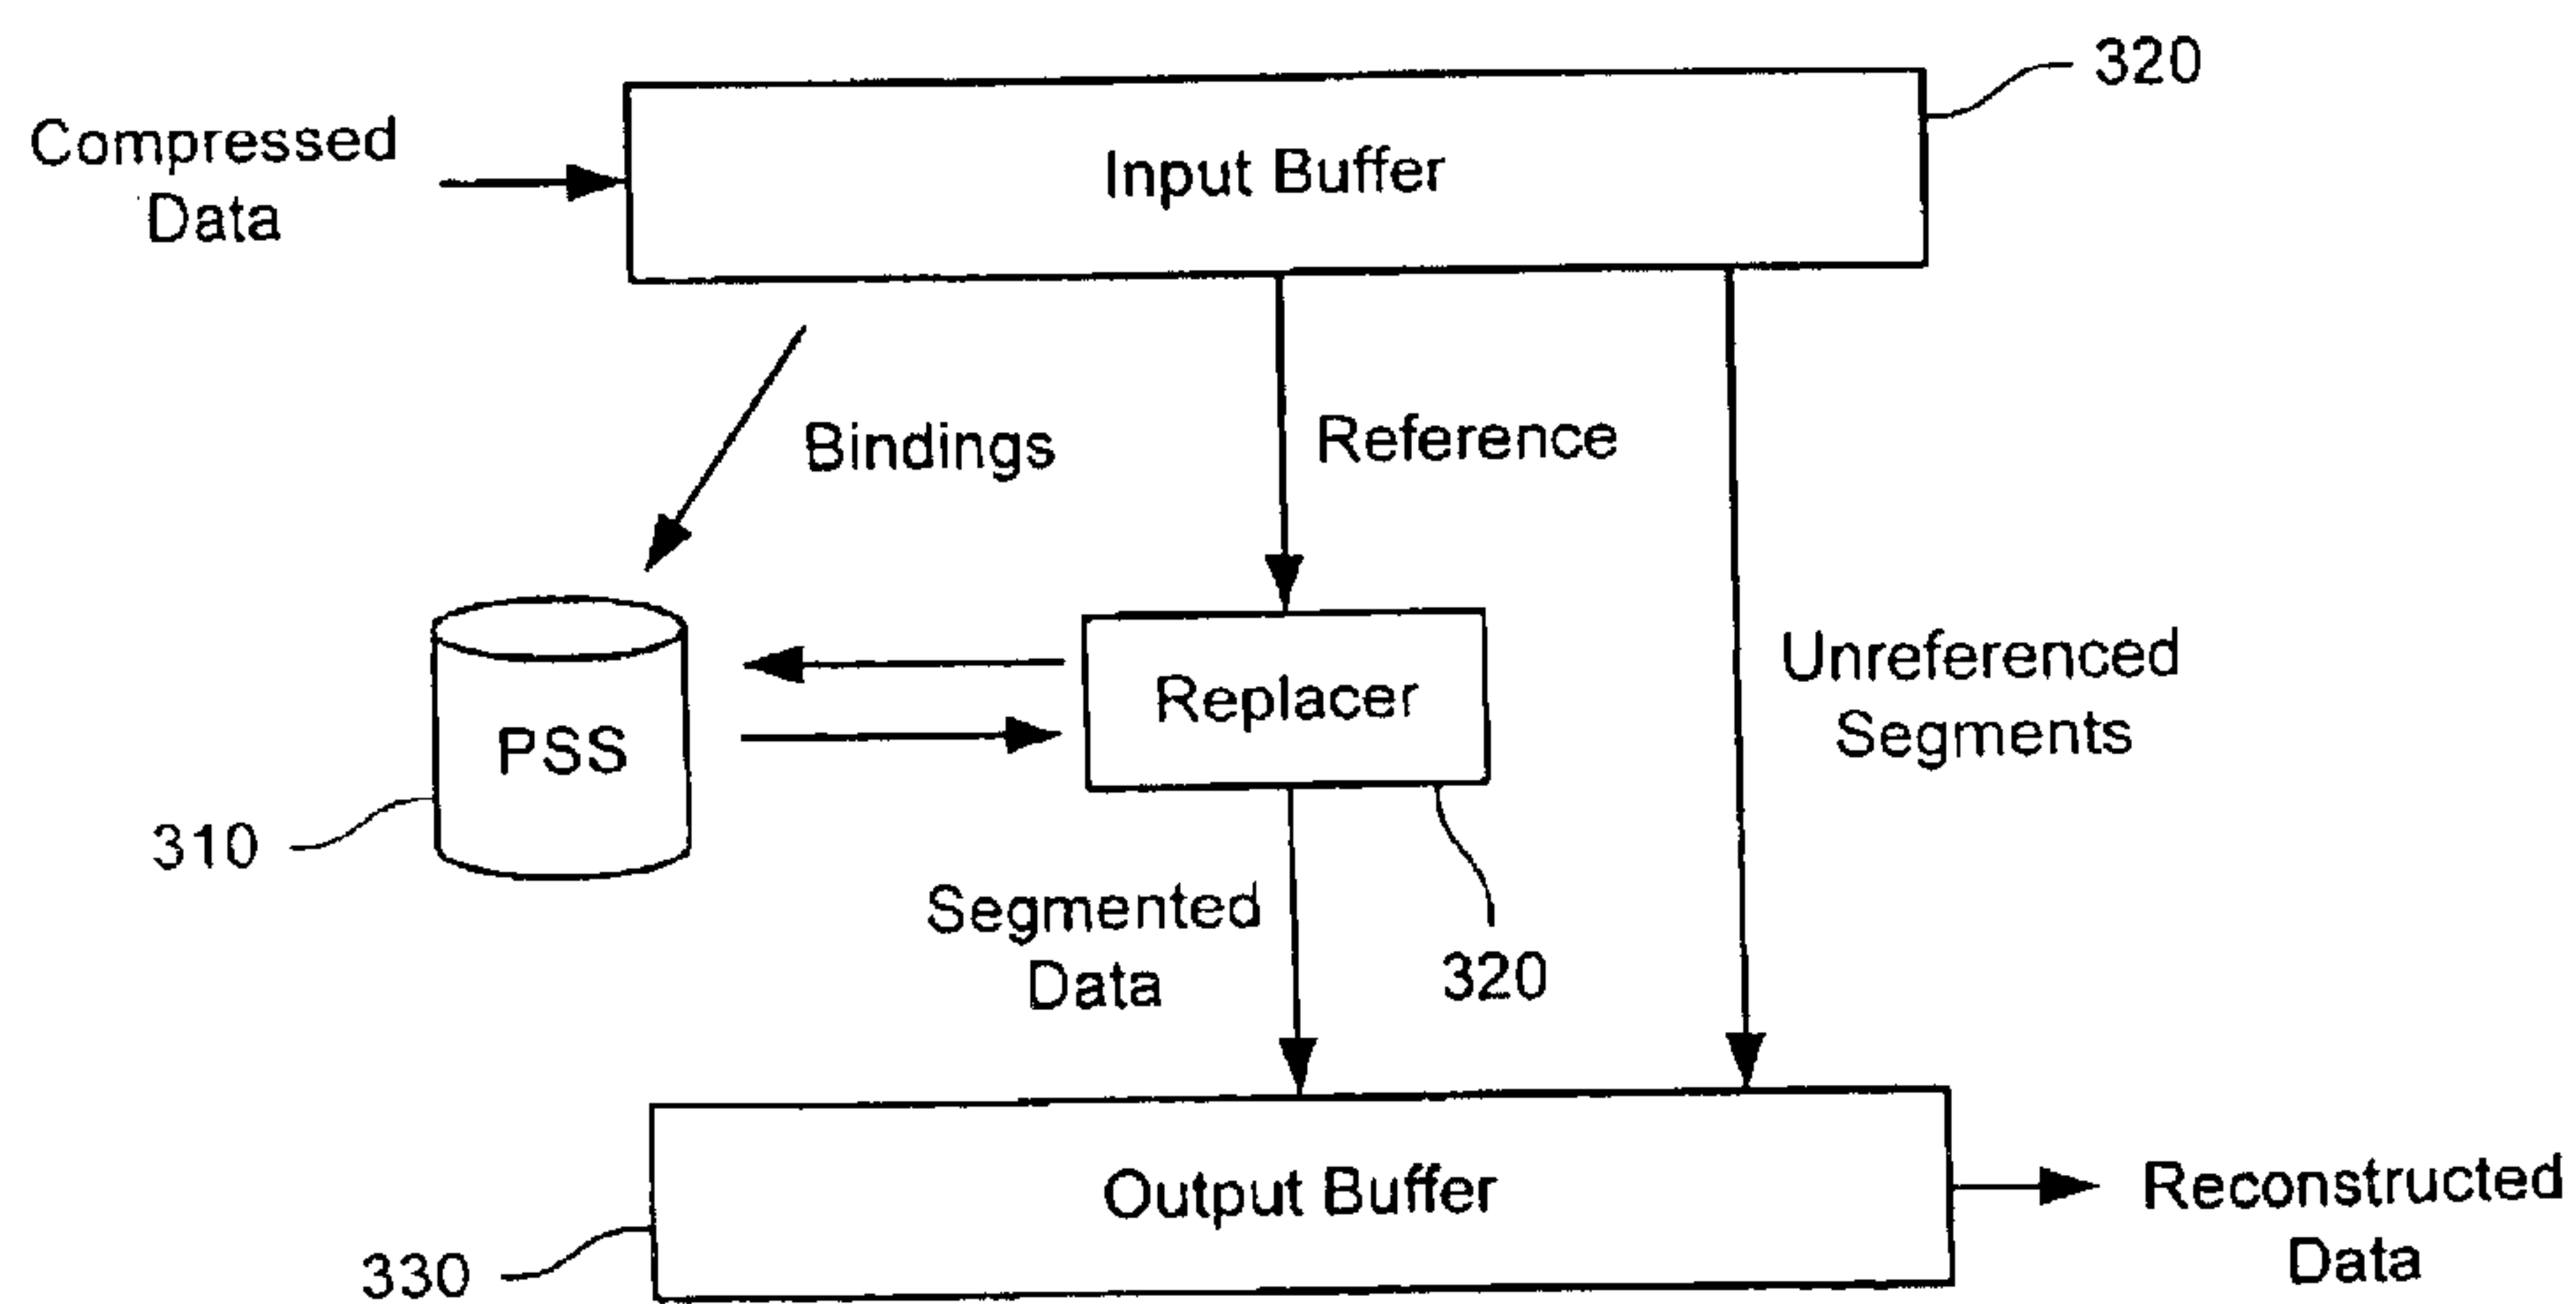 320
Compressed
Data
Input Buffer
Bindings
Reference
Unreferenced
Segments
PSS
Replacer
310
Segmented
Data
320
Output Buffer
Reconstructed
Data
330